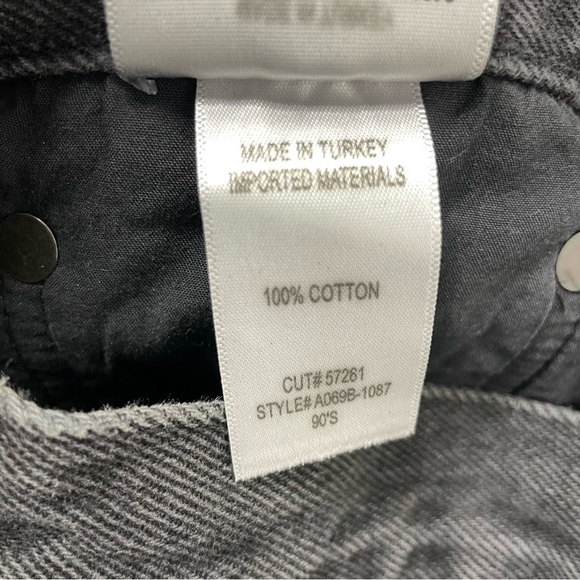 MADE IN TURKEY
IMPORTED MATERIALS
100% COTTON
CUT# 57261
STYLE# A069B-1087
90'S